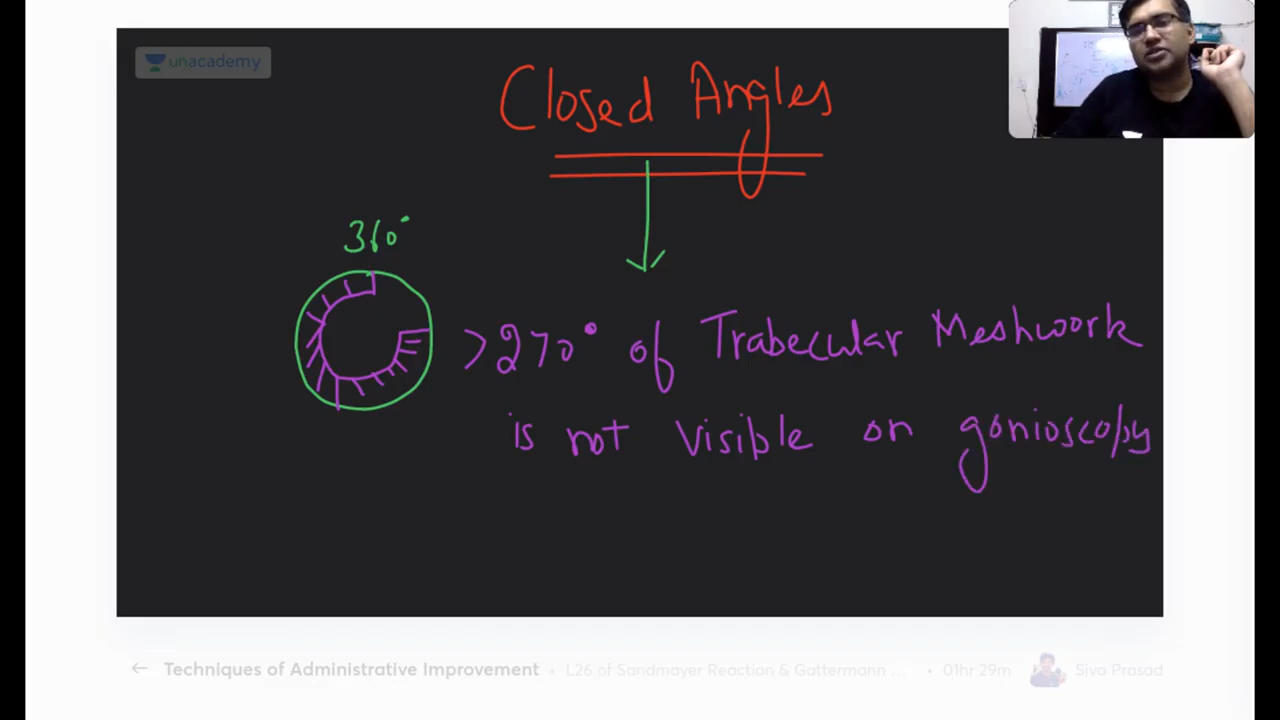 unacademy
Closed Angles
360°
>270° of Trabecular Meshwork
is not visible on gonioscopy
← Techniques of Administrative Improvement • L26 of Sandmayer Reaction & Gattermann ... • 01hr 29m Siva Prasad